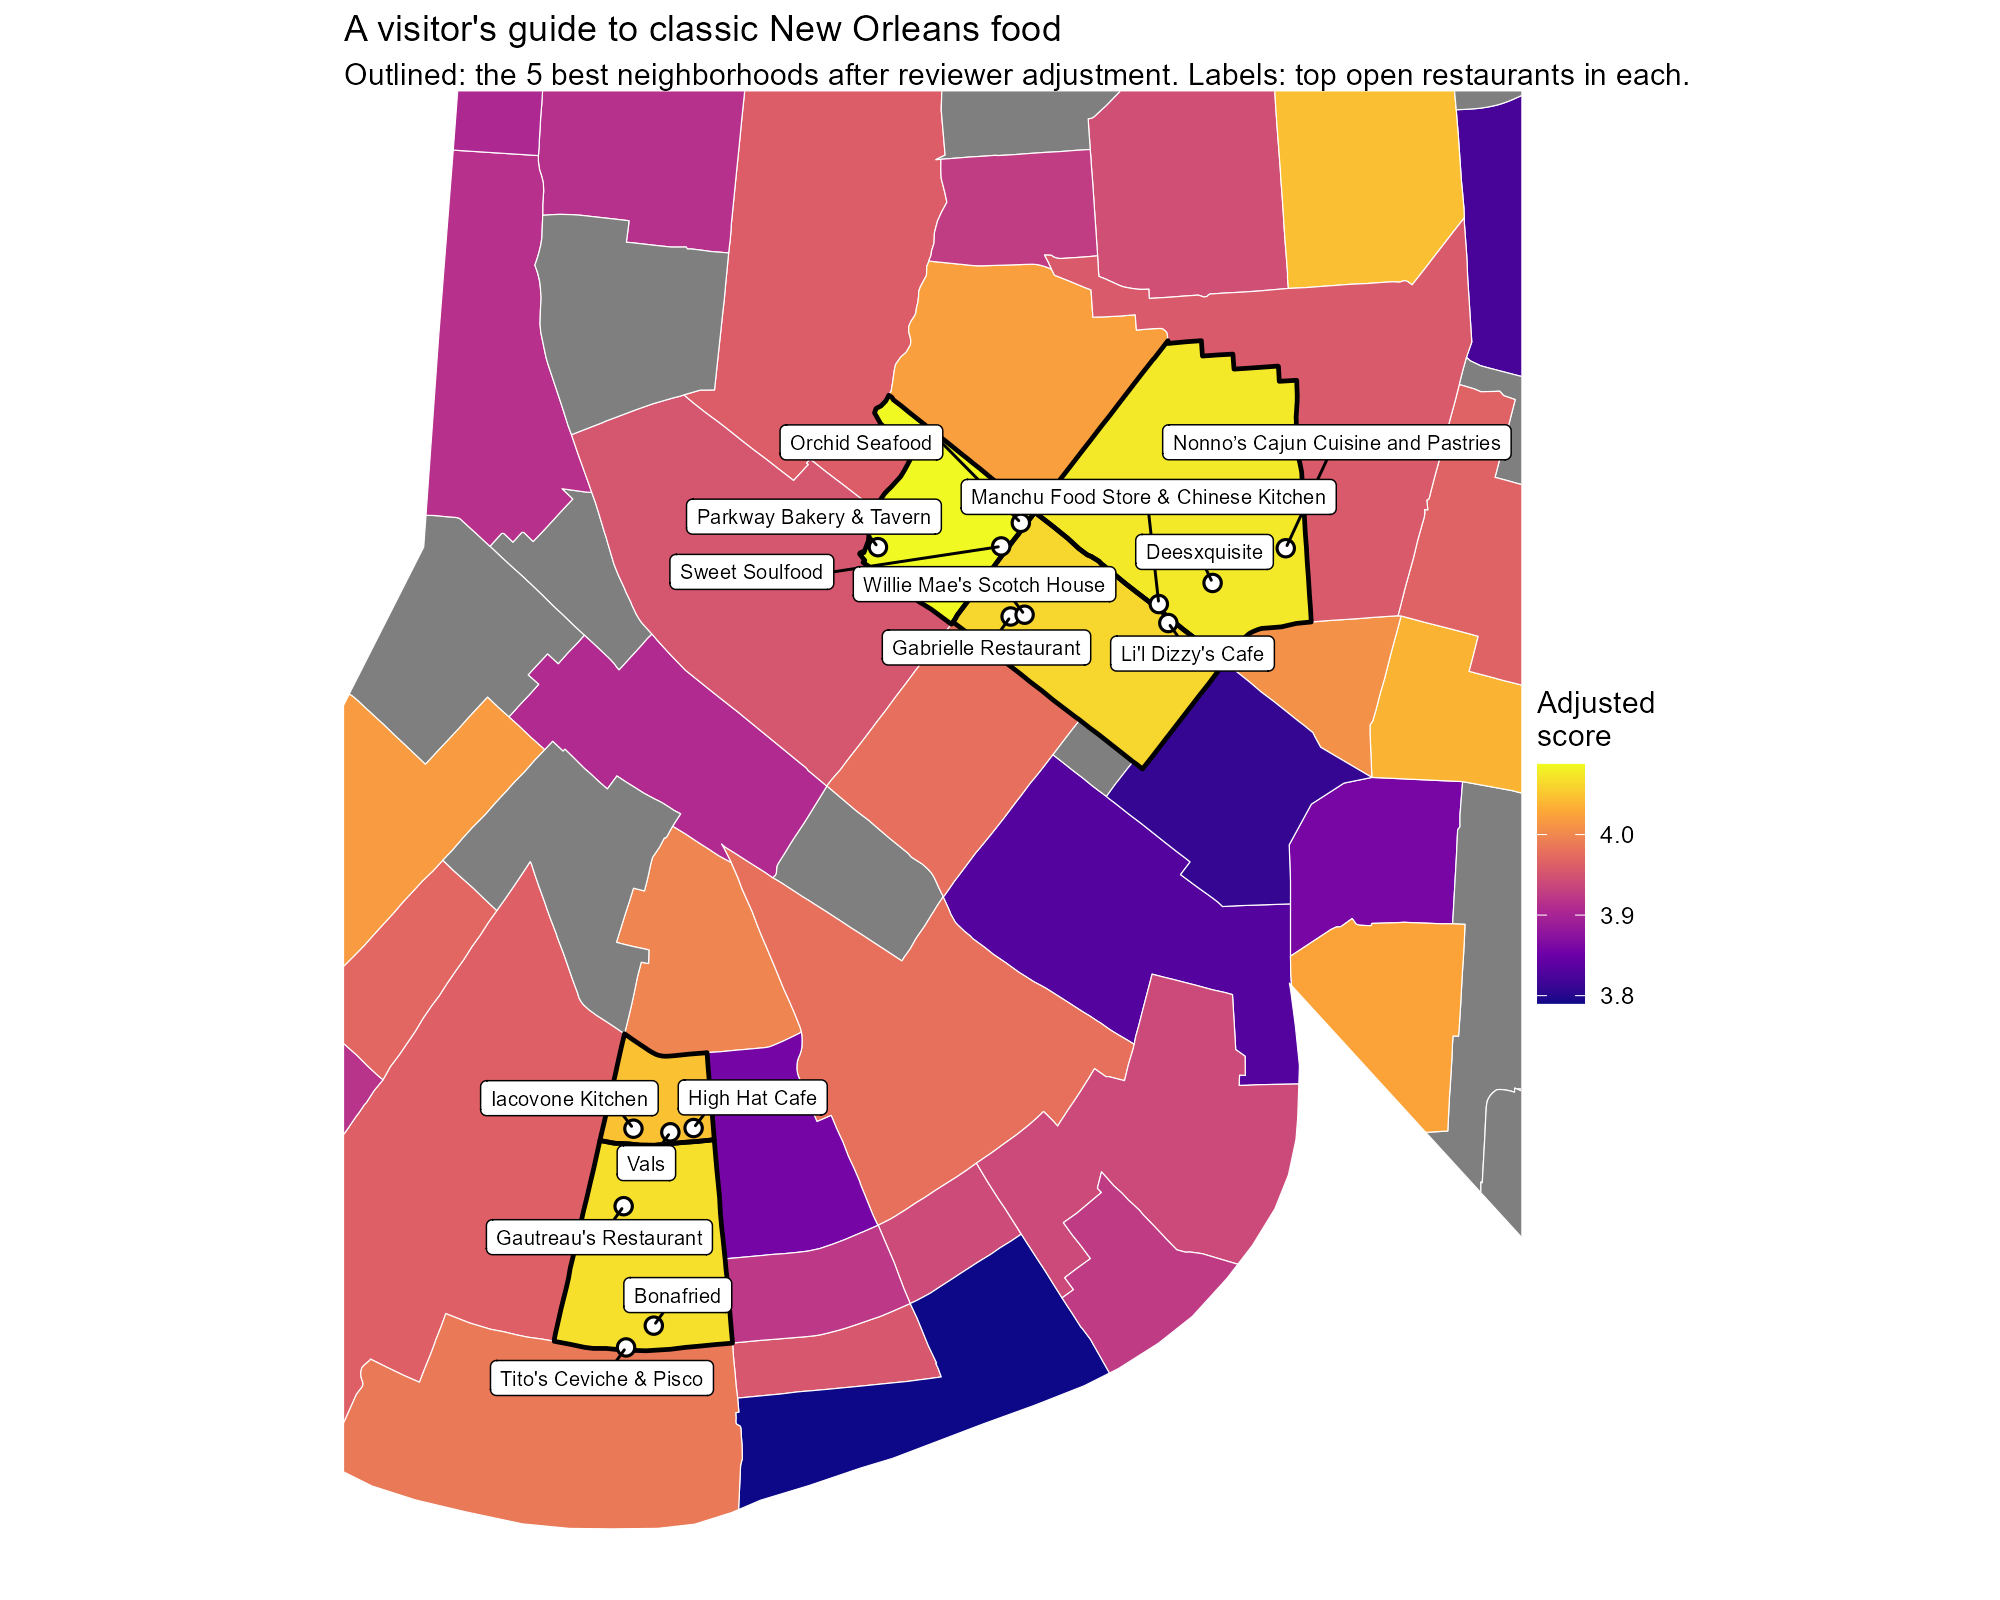 A visitor's guide to classic New Orleans food
Outlined: the 5 best neighborhoods after reviewer adjustment. Labels: top open restaurants in each.
Orchid Seafood
Nonno’s Cajun Cuisine and Pastries
Manchu Food Store & Chinese Kitchen
Parkway Bakery & Tavern
Deesxquisite
Sweet Soulfood
Willie Mae's Scotch House
Gabrielle Restaurant
Li'l Dizzy's Cafe
Adjusted
score
4.0
3.9
3.8
Iacovone Kitchen
High Hat Cafe
Vals
Gautreau's Restaurant
Bonafried
Tito's Ceviche & Pisco